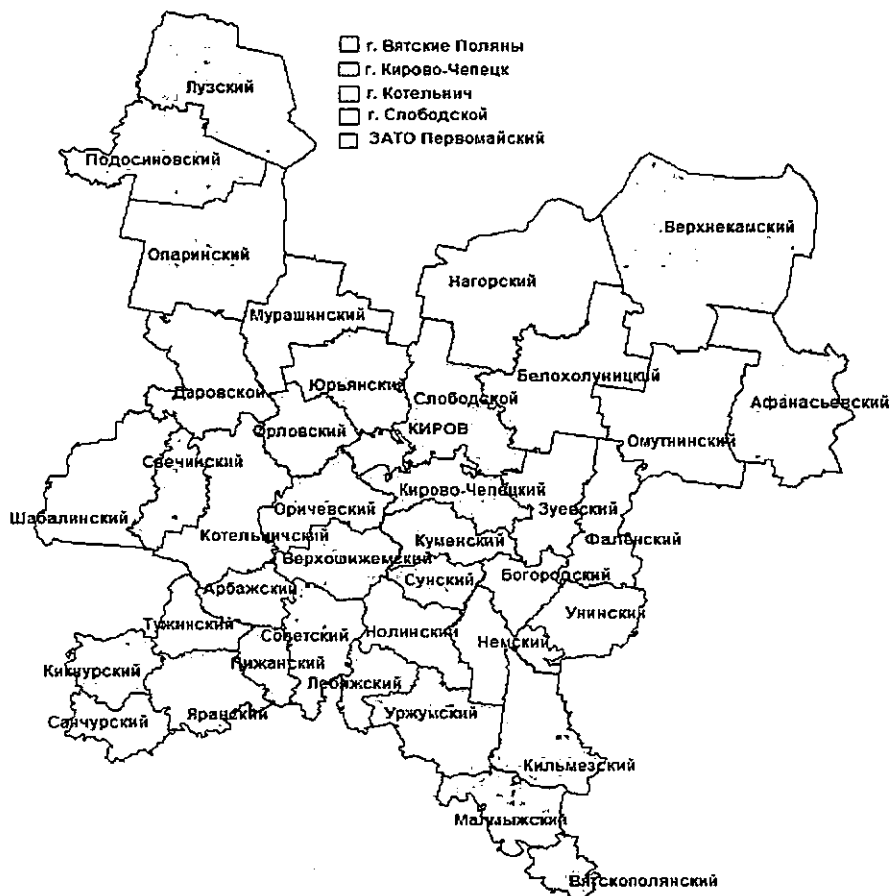 г. Вятские Поляны
г. Кирово-Чепецк
г. Котельнич
г. Слободской
ЗАТО Первомайский
Лузский
Подосиновский
Опаринский
Верхнекамский
Нагорский
Мурашинский
Юрьянский
Белохолуницкий
Даровской
Слободской
Афанасьевский
Орловский
КИРОВ
Омутнинский
Свечинский
Кирово-Чепецкий
Шабалинский
Оричевский
Зуевский
Котельничский
Куменский
Фаленский
Верхошижемский
Богородский
Арбажский
Сунский
Унинский
Тужинский
Советский
Нолинский
Немский
Кикнурский
Пижанский
Лебяжский
Санчурский
Яранский
Уржумский
Кильмезский
Малмыжский
Вятскополянский